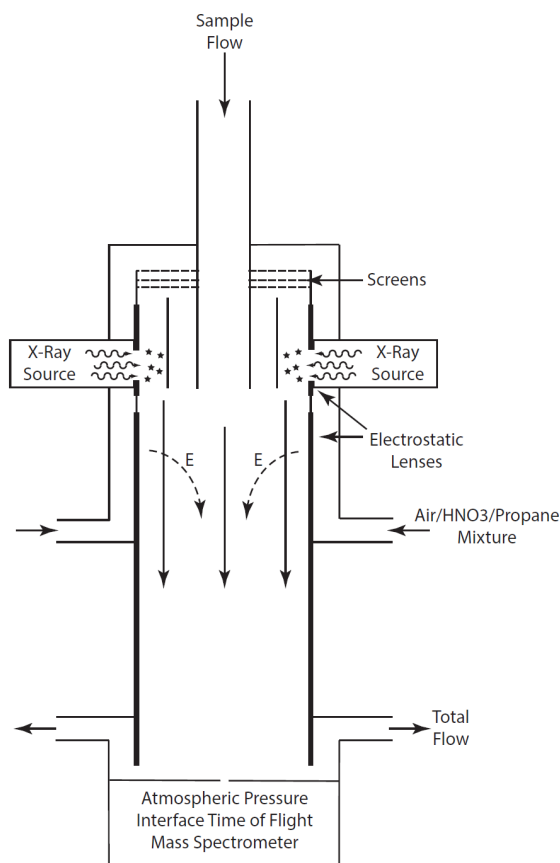 Sample
Flow
Screens
X-Ray
Source
X-Ray
Source
Electrostatic
Lenses
E
E
Air/HNO3/Propane
Mixture
Total
Flow
Atmospheric Pressure
Interface Time of Flight
Mass Spectrometer